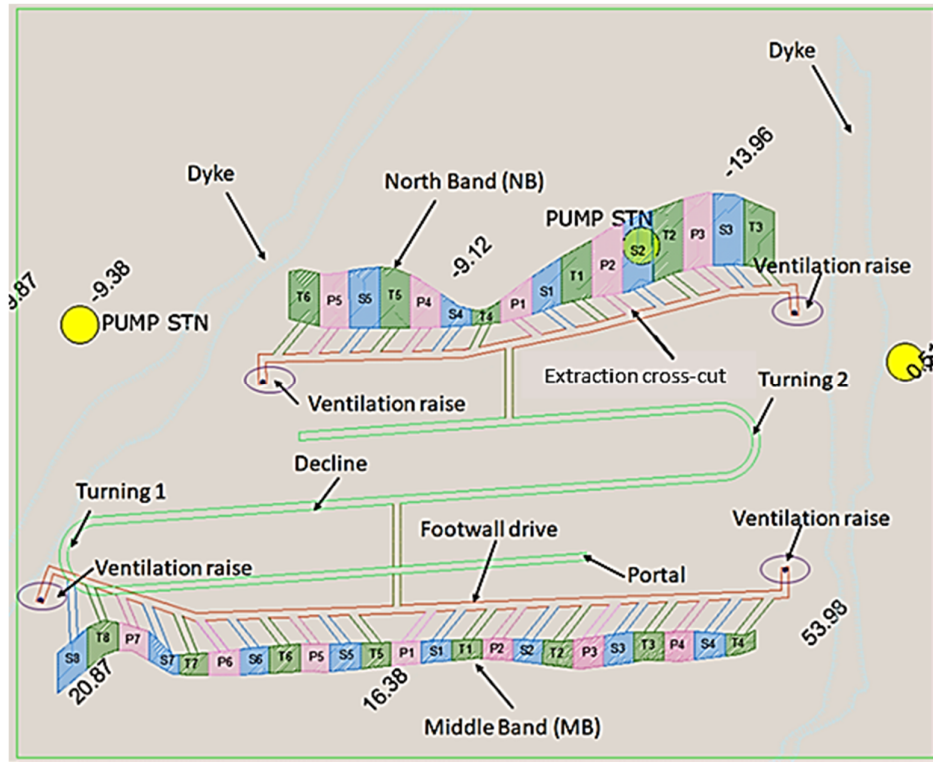 Dyke
-13.96
Dyke
North Band (NB)
PUMP STN
-9.12
-9.38
9.87
PUMP STN
T6 P5 S5 T5 P4 S4 T4 P1 S1 T1 P2 S2 T2 P3 S3 T3
Ventilation raise
Extraction cross-cut
Turning 2
Ventilation raise
Decline
Turning 1
Footwall drive
Ventilation raise
Ventilation raise
Portal
53.98
S8 T8 P7 S7 T7 P6 S6 T6 P5 S5 T5 P1 S1 T1 P2 S2 T2 P3 S3 T3 P4 S4 T4
20.87
16.38
Middle Band (MB)